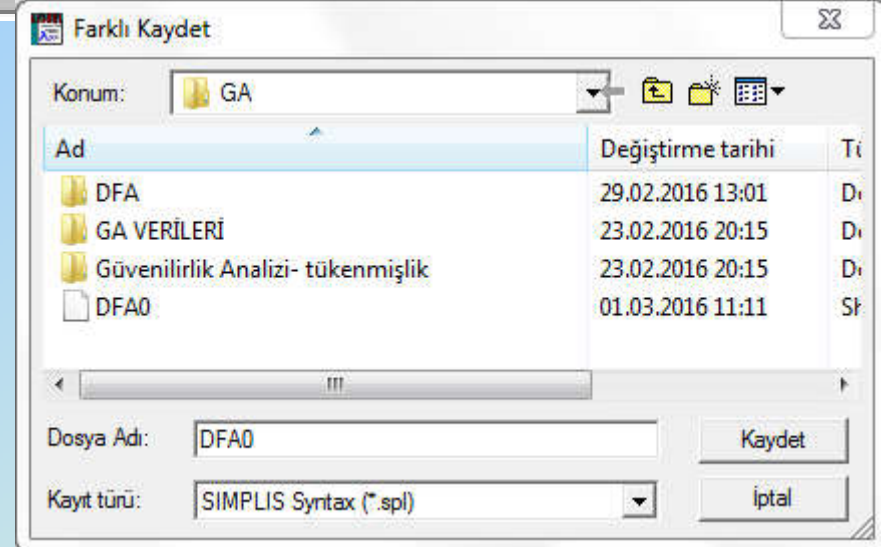 Farklı Kaydet
Konum: GA
Ad Değiştirme tarihi
DFA 29.02.2016 13:01
GA VERİLERİ 23.02.2016 20:15
Güvenilirlik Analizi- tükenmişlik 23.02.2016 20:15
DFA0 01.03.2016 11:11
Dosya Adı: DFA0 Kaydet
Kayıt türü: SIMPLIS Syntax (*.spl) İptal